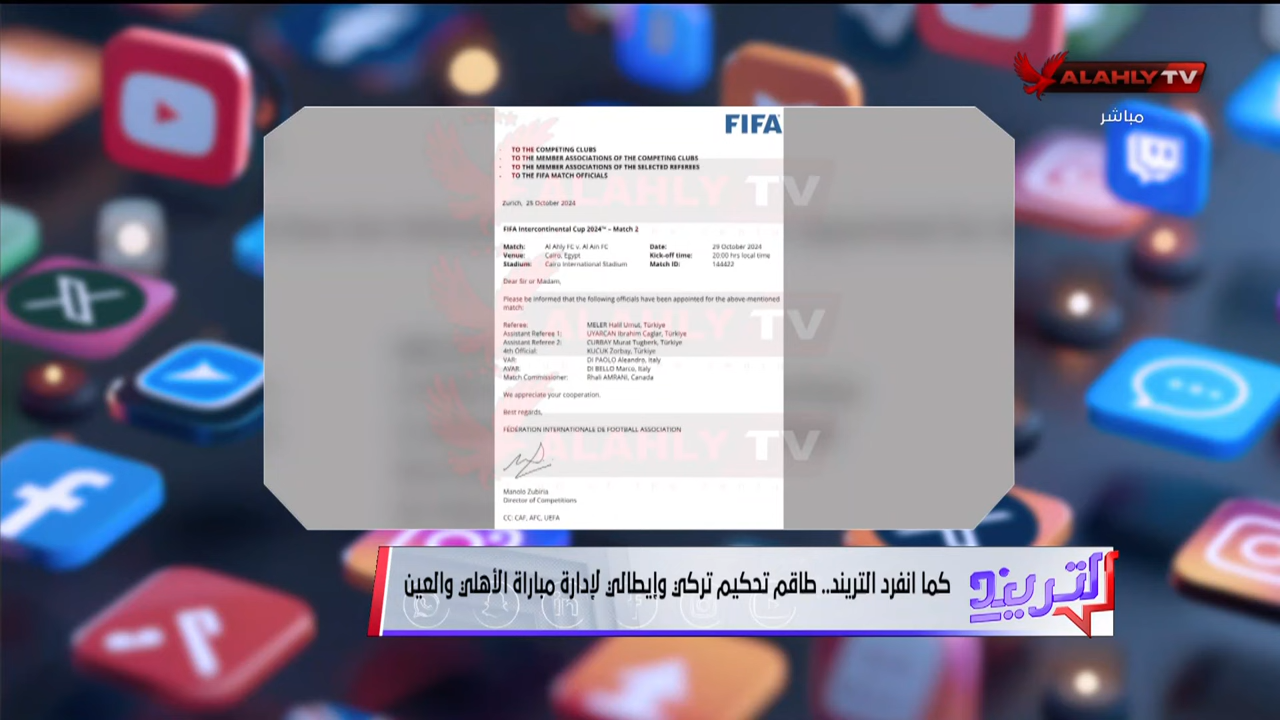 ALAHLY TV
مباشر
FIFA
TO THE COMPETING CLUBS
TO THE MEMBER ASSOCIATIONS OF THE COMPETING CLUBS
TO THE MEMBER ASSOCIATIONS OF THE SELECTED REFEREES
TO THE FIFA MATCH OFFICIALS
ALAHLY TV
Zurich, 25 October 2024
FIFA Intercontinental Cup 2024™ – Match 2
Match: Al Ahly FC v. Al Ain FC Date: 29 October 2024
Venue: Cairo, Egypt Kick-off time: 20:00 hrs local time
Stadium: Cairo International Stadium Match ID: 144422
Dear Sir or Madam,
Please be informed that the following officials have been appointed for the above-mentioned
match:
ALAHLY TV
Referee: MELER Halil Umut, Türkiye
Assistant Referee 1: UYARCAN Ibrahim Caglar, Türkiye
Assistant Referee 2: CURBAY Murat Tugberk, Türkiye
4th Official: KUCUK Zorbay, Türkiye
VAR: DI PAOLO Aleandro, Italy
AVAR: DI BELLO Marco, Italy
Match Commissioner: Rhali AMRANI, Canada
We appreciate your cooperation.
Best regards,
FÉDÉRATION INTERNATIONALE DE FOOTBALL ASSOCIATION
ALAHLY TV
Manolo Zubiria
Director of Competitions
CC: CAF, AFC, UEFA
التريند
كما انفرد التريند.. طاقم تحكيم تركي وإيطالي لإدارة مباراة الأهلي والعين